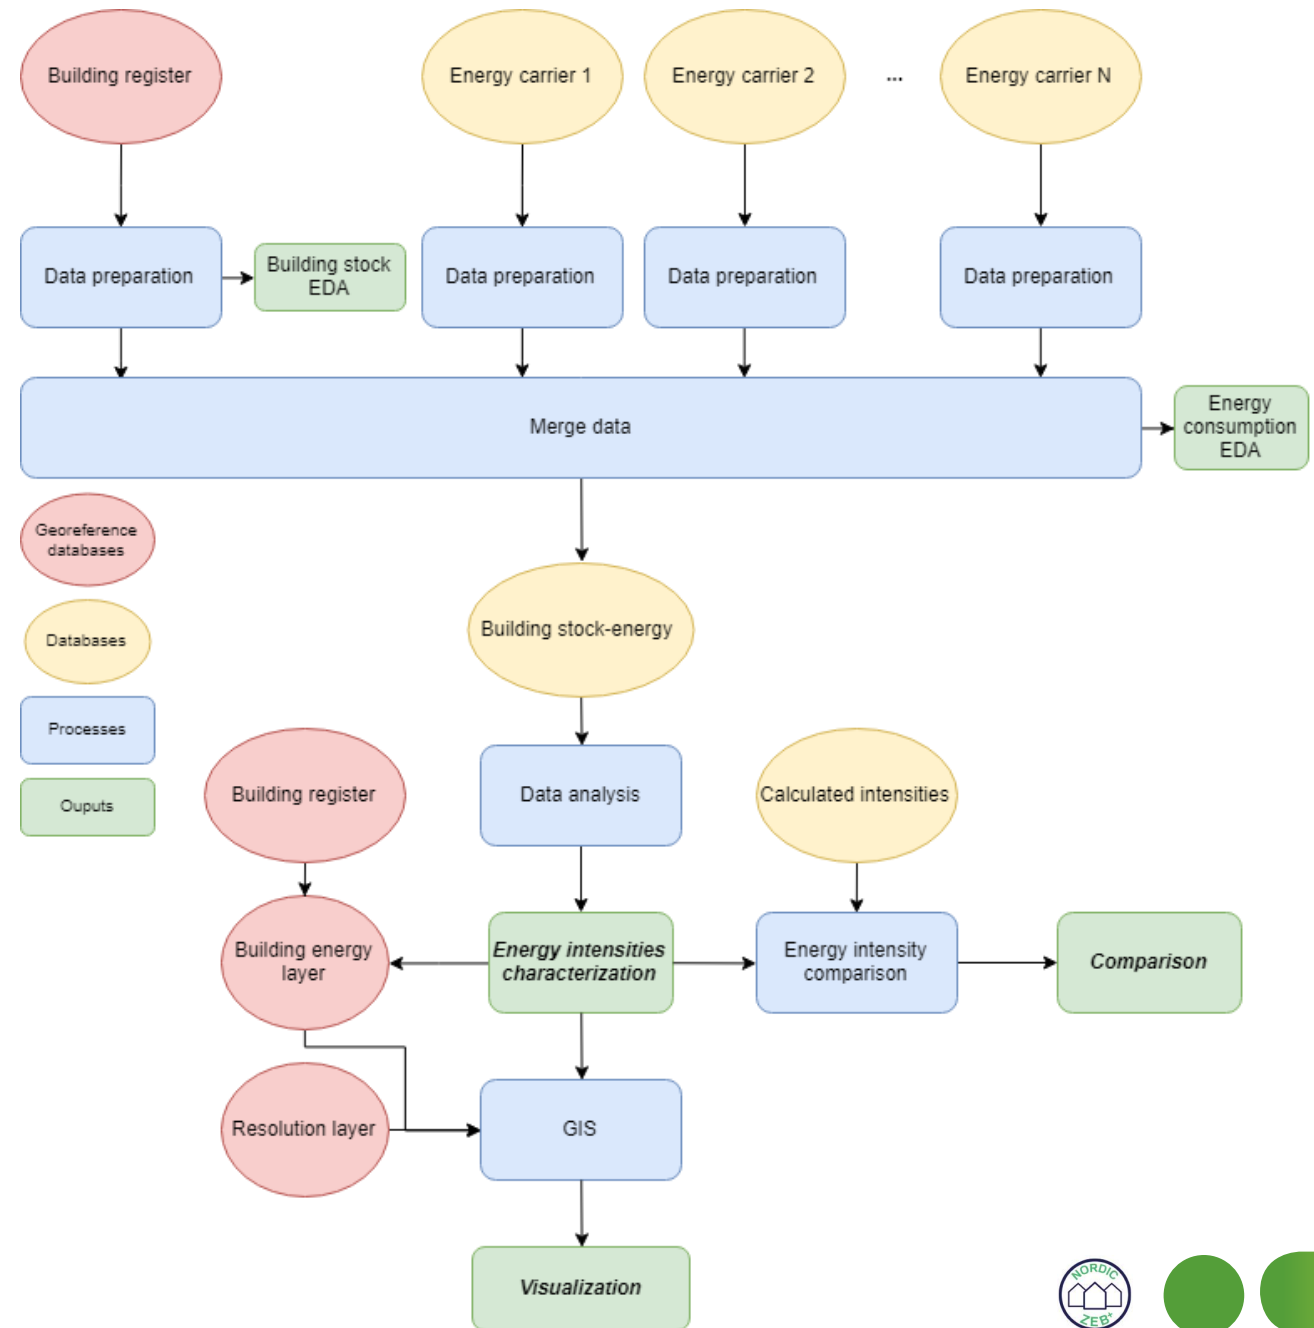 Building register
Energy carrier 1
Energy carrier 2
...
Energy carrier N
Data preparation
Building stock
EDA
Data preparation
Data preparation
Data preparation
Merge data
Energy
consumption
EDA
Georeference
databases
Databases
Processes
Ouputs
Building stock-energy
Building register
Data analysis
Calculated intensities
Building energy
layer
Energy intensities
characterization
Energy intensity
comparison
Comparison
Resolution layer
GIS
Visualization
NORDIC
ZEB+